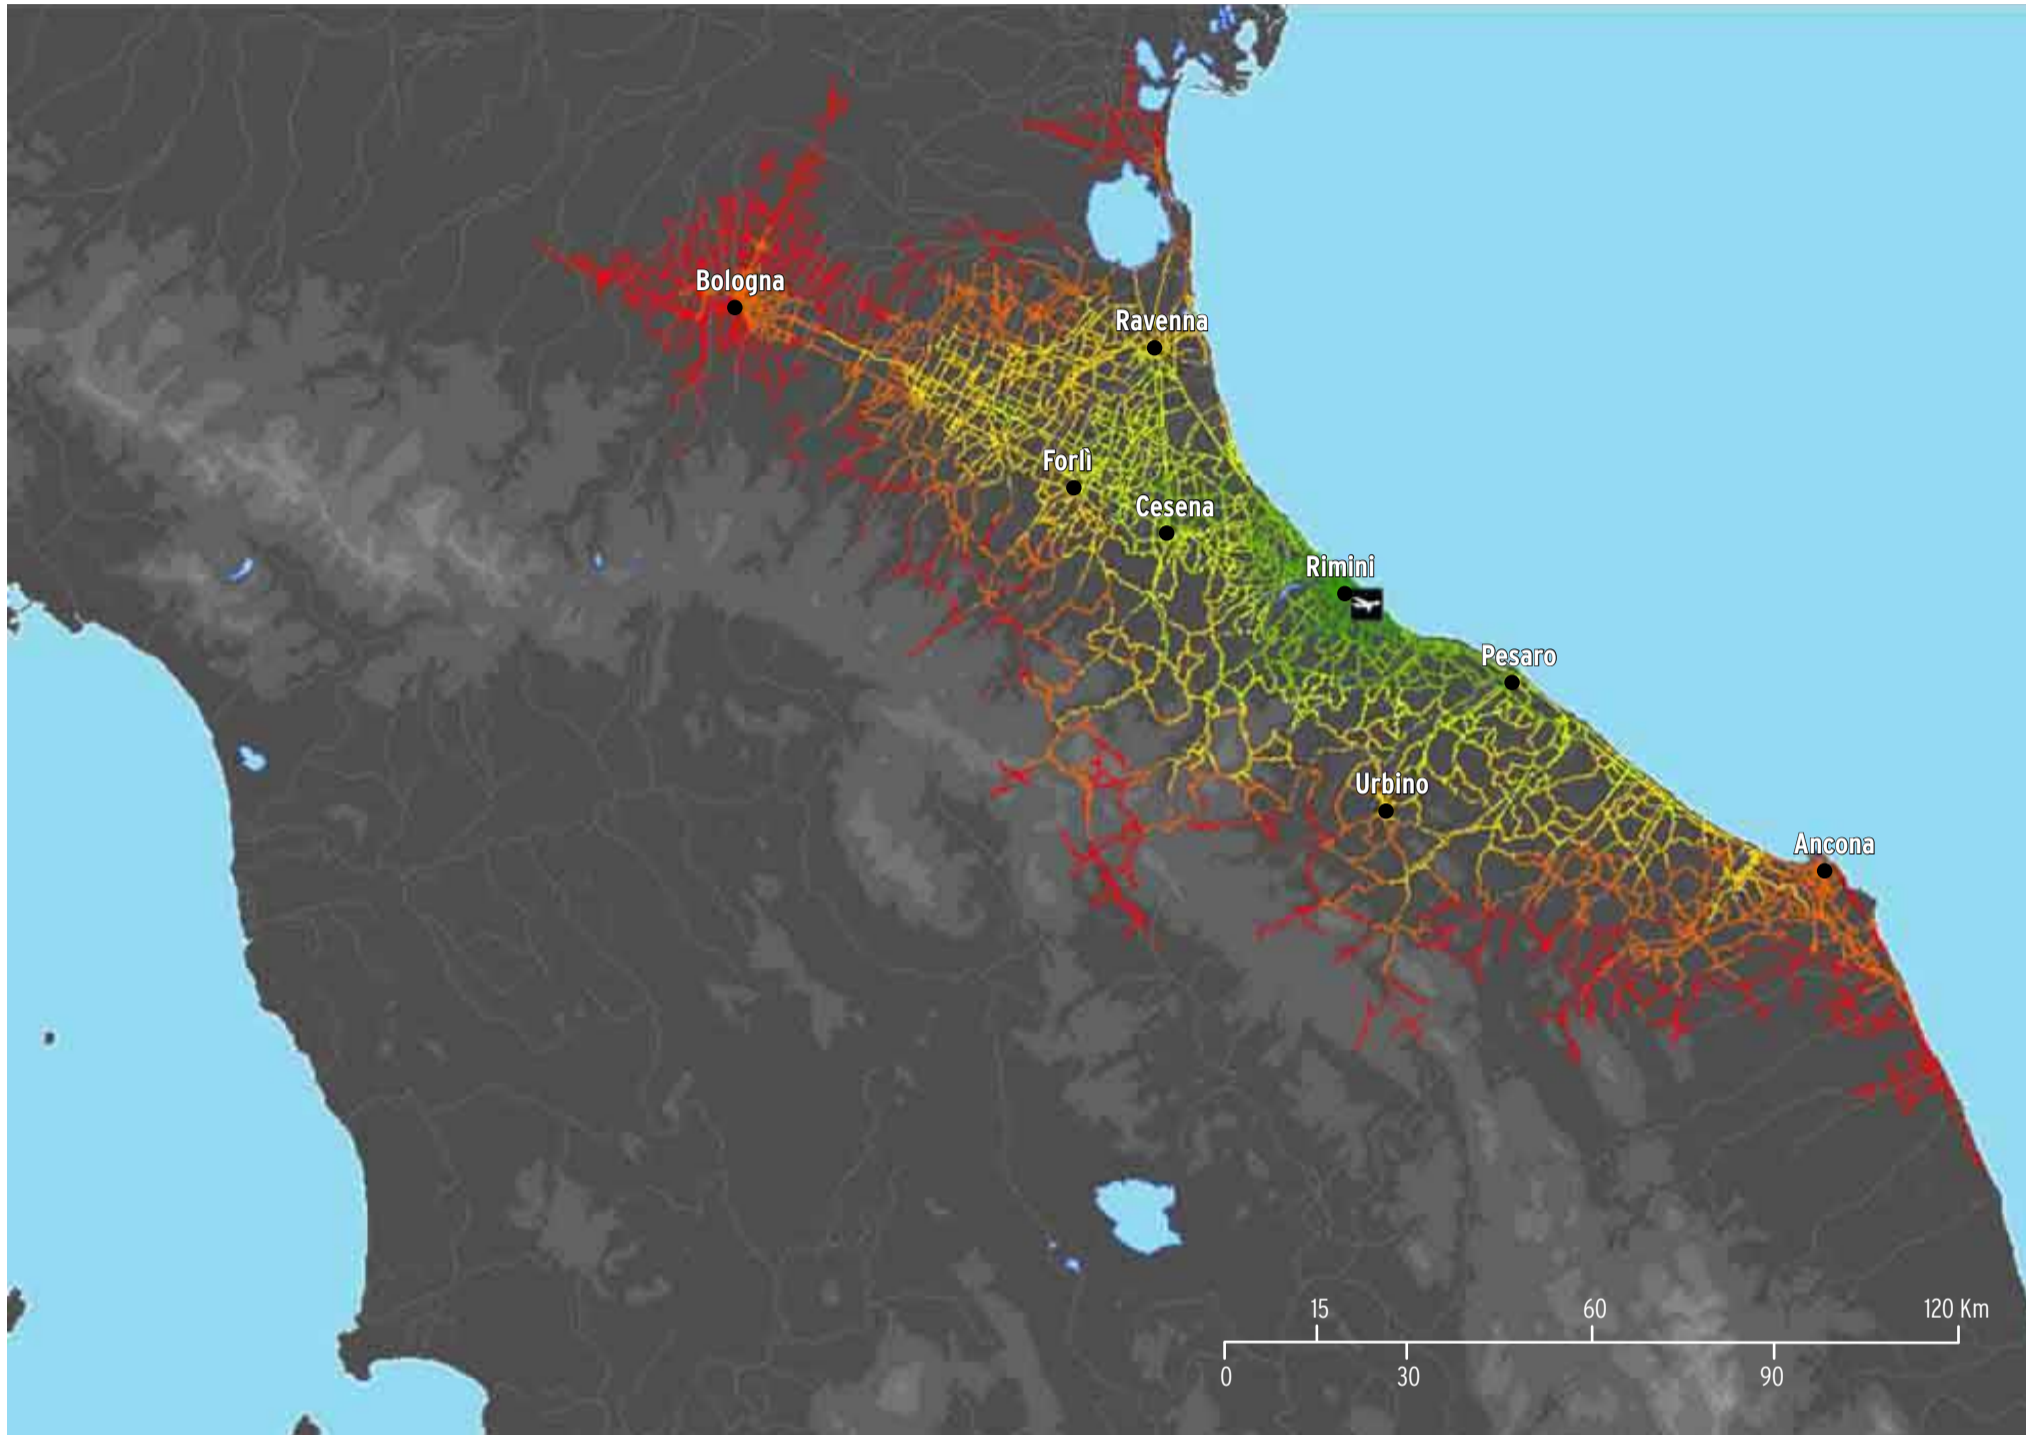 Bologna
Ravenna
Forlì
Cesena
Rimini
Pesaro
Urbino
Ancona
15 60 120 Km
0 30 90